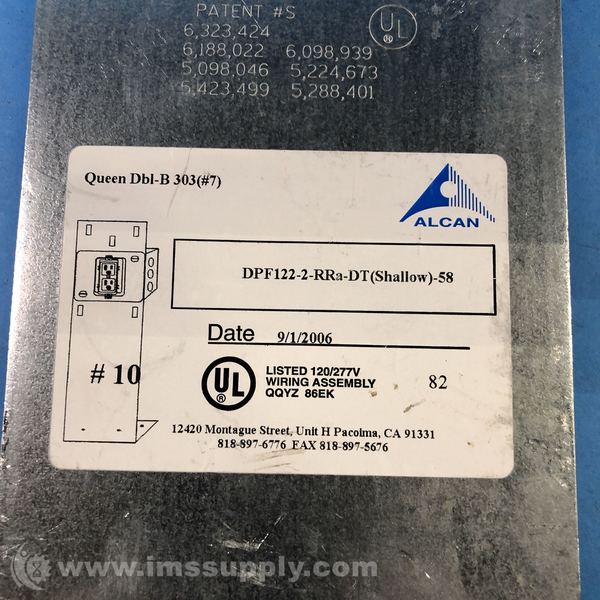 PATENT #S
6,323,424
6,188,022 6,098,939
5,098,046 5,224,673
5,423,499 5,288,401
UL
Queen Dbl-B 303(#7)
ALCAN
DPF122-2-RRa-DT(Shallow)-58
Date 9/1/2006
# 10
UL
LISTED 120/277V
WIRING ASSEMBLY
QQYZ 86EK
82
12420 Montague Street, Unit H Pacoima, CA 91331
818-897-6776 FAX 818-897-5676
www.imssupply.com